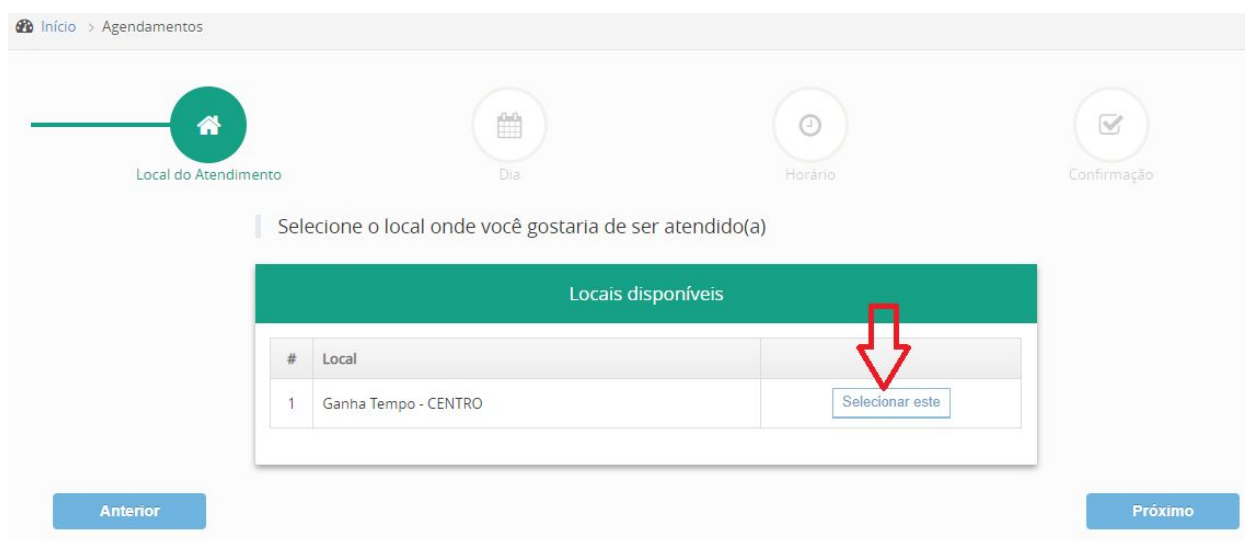 Início > Agendamentos
Local do Atendimento
Dia
Horário
Confirmação
Selecione o local onde você gostaria de ser atendido(a)
Locais disponíveis
# Local
1 Ganha Tempo - CENTRO Selecionar este
Anterior Próximo